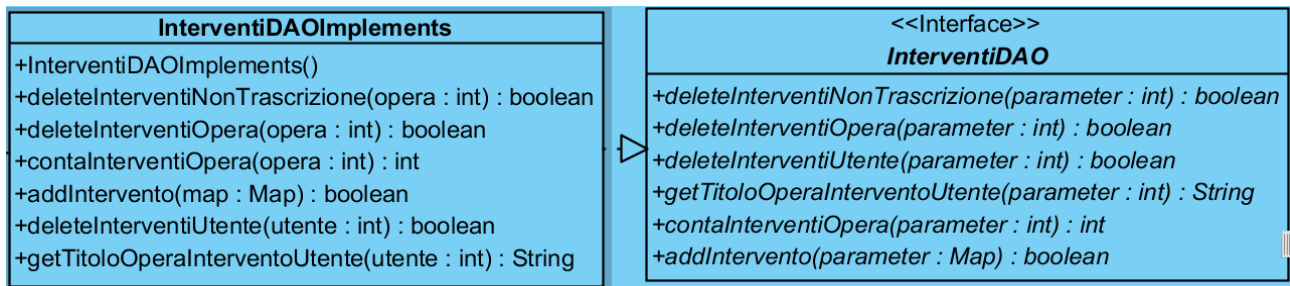 InterventiDAOImplements
+InterventiDAOImplements()
+deleteInterventiNonTrascrizione(opera : int) : boolean
+deleteInterventiOpera(opera : int) : boolean
+contaInterventiOpera(opera : int) : int
+addIntervento(map : Map) : boolean
+deleteInterventiUtente(utente : int) : boolean
+getTitoloOperaInterventoUtente(utente : int) : String
<<Interface>>
InterventiDAO
+deleteInterventiNonTrascrizione(parameter : int) : boolean
+deleteInterventiOpera(parameter : int) : boolean
+deleteInterventiUtente(parameter : int) : boolean
+getTitoloOperaInterventoUtente(parameter : int) : String
+contaInterventiOpera(parameter : int) : int
+addIntervento(parameter : Map) : boolean